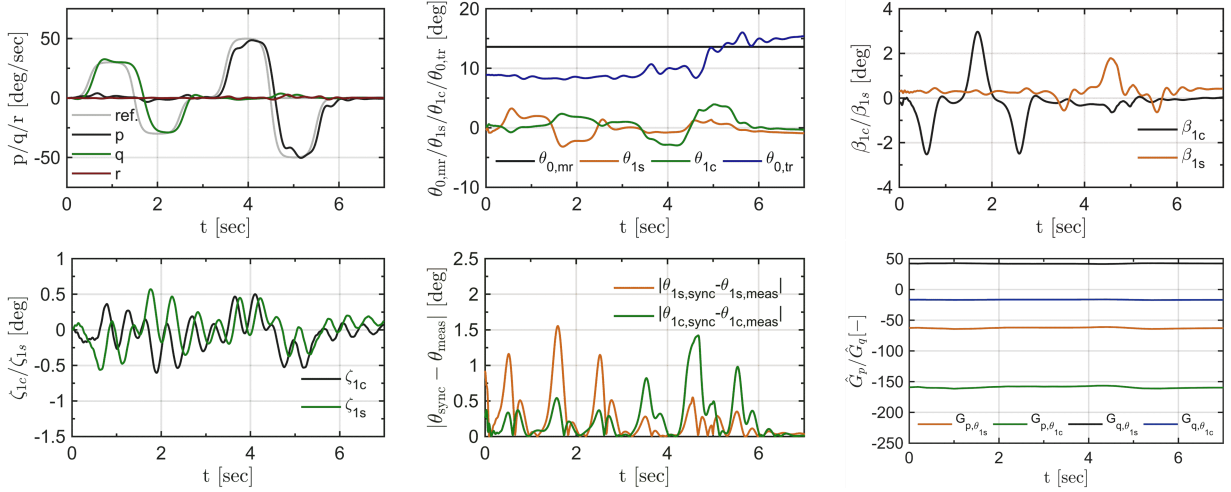 50
0
-50
p/q/r [deg/sec]
ref.
p
q
r
0 2 4 6
t [sec]
20
10
0
-10
θ0,mr/θ1s/θ1c/θ0,tr [deg]
θ0,mr θ1s θ1c θ0,tr
0 2 4 6
t [sec]
4
2
0
-2
-4
β1c/β1s [deg]
β1c
β1s
0 2 4 6
t [sec]
1
0.5
0
-0.5
-1
-1.5
ζ1c/ζ1s [deg]
ζ1c
ζ1s
0 2 4 6
t [sec]
2.5
2
1.5
1
0.5
0
|θsync − θmeas| [deg]
|θ1s,sync-θ1s,meas|
|θ1c,sync-θ1c,meas|
0 2 4 6
t [sec]
50
0
-50
-100
-150
-200
-250
Ĝp/Ĝq[−]
Gp,θ1s Gp,θ1c Gq,θ1s Gq,θ1c
0 2 4 6
t [sec]